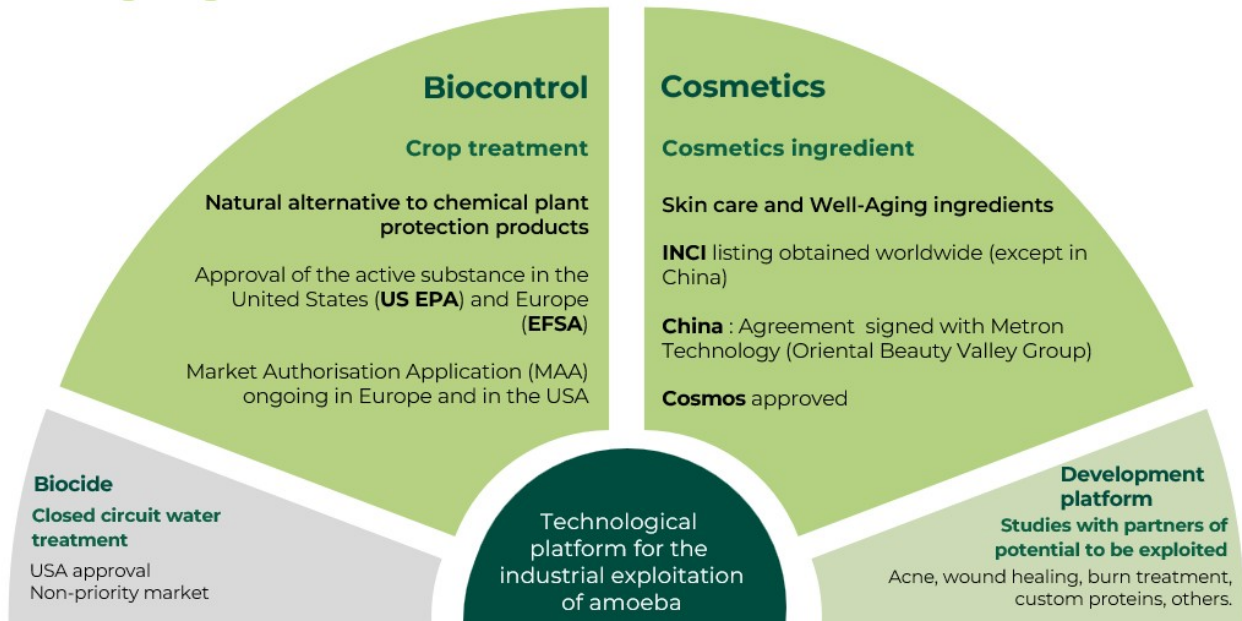 Biocontrol
Crop treatment
Natural alternative to chemical plant
protection products
Approval of the active substance in the
United States (US EPA) and Europe
(EFSA)
Market Authorisation Application (MAA)
ongoing in Europe and in the USA
Cosmetics
Cosmetics ingredient
Skin care and Well-Aging ingredients
INCI listing obtained worldwide (except in
China)
China : Agreement signed with Metron
Technology (Oriental Beauty Valley Group)
Cosmos approved
Biocide
Closed circuit water
treatment
USA approval
Non-priority market
Technological
platform for the
industrial exploitation
of amoeba
Development
platform
Studies with partners of
potential to be exploited
Acne, wound healing, burn treatment,
custom proteins, others.